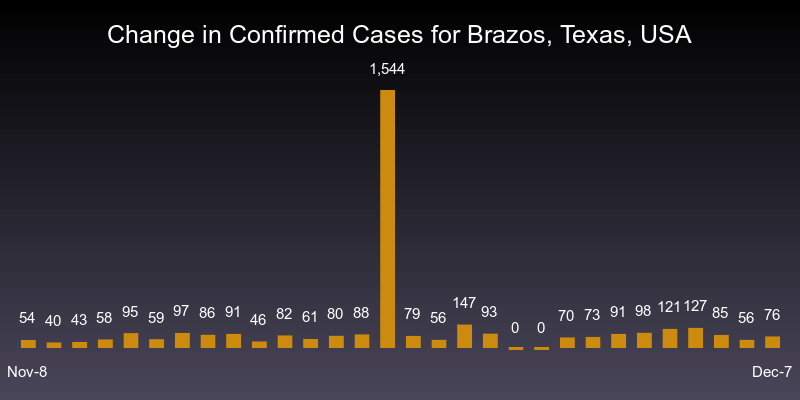 Change in Confirmed Cases for Brazos, Texas, USA
1,544
54 40 43 58 95 59 97 86 91 46 82 61 80 88 79 56 147 93 0 0 70 73 91 98 121 127 85 56 76
Nov-8 Dec-7